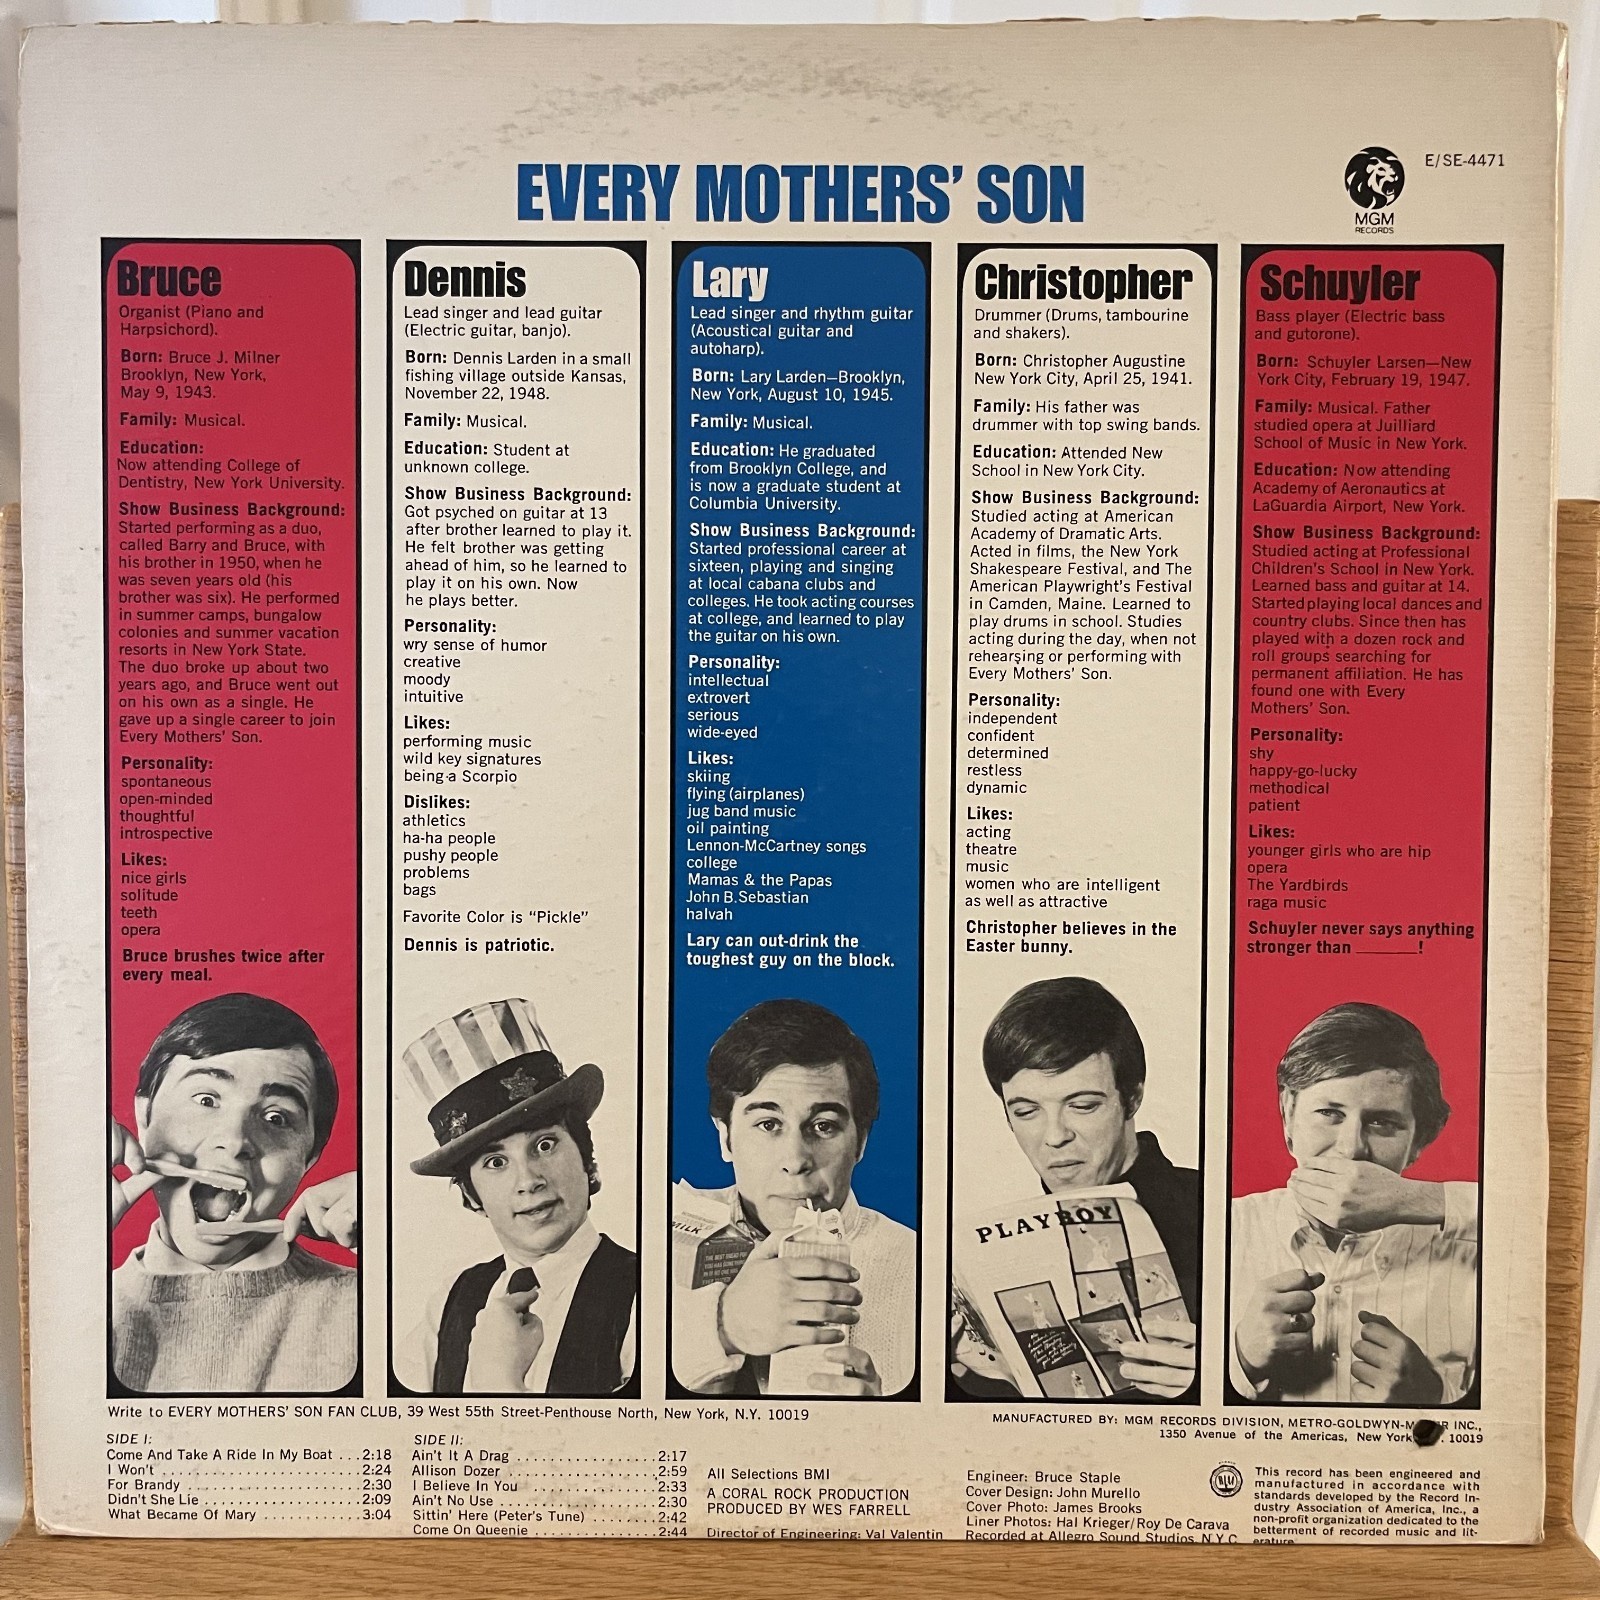 EVERY MOTHERS' SON
E/SE-4471
MGM
RECORDS
Bruce
Organist (Piano and
Harpsichord).
Born: Bruce J. Milner
Brooklyn, New York,
May 9, 1943.
Family: Musical.
Education:
Now attending College of
Dentistry, New York University.
Show Business Background:
Started performing as a duo,
called Barry and Bruce, with
his brother in 1950, when he
was seven years old (his
brother was six). He performed
in summer camps, bungalow
colonies and summer vacation
resorts in New York State.
The duo broke up about two
years ago, and Bruce went out
on his own as a single. He
gave up a single career to join
Every Mothers' Son.
Personality:
spontaneous
open-minded
thoughtful
introspective
Likes:
nice girls
solitude
teeth
opera
Bruce brushes twice after
every meal.
Dennis
Lead singer and lead guitar
(Electric guitar, banjo).
Born: Dennis Larden in a small
fishing village outside Kansas,
November 22, 1948.
Family: Musical.
Education: Student at
unknown college.
Show Business Background:
Got psyched on guitar at 13
after brother learned to play it.
He felt brother was getting
ahead of him, so he learned to
play it on his own. Now
he plays better.
Personality:
wry sense of humor
creative
moody
intuitive
Likes:
performing music
wild key signatures
being a Scorpio
Dislikes:
athletics
ha-ha people
pushy people
problems
bags
Favorite Color is "Pickle"
Dennis is patriotic.
Lary
Lead singer and rhythm guitar
(Acoustical guitar and
autoharp).
Born: Lary Larden—Brooklyn,
New York, August 10, 1945.
Family: Musical.
Education: He graduated
from Brooklyn College, and
is now a graduate student at
Columbia University.
Show Business Background:
Started professional career at
sixteen, playing and singing
at local cabana clubs and
colleges. He took acting courses
at college, and learned to play
the guitar on his own.
Personality:
intellectual
extrovert
serious
wide-eyed
Likes:
skiing
flying (airplanes)
jug band music
oil painting
Lennon-McCartney songs
college
Mamas & the Papas
John B.Sebastian
halvah
Lary can out-drink the
toughest guy on the block.
MILK
Christopher
Drummer (Drums, tambourine
and shakers).
Born: Christopher Augustine
New York City, April 25, 1941.
Family: His father was
drummer with top swing bands.
Education: Attended New
School in New York City.
Show Business Background:
Studied acting at American
Academy of Dramatic Arts.
Acted in films, the New York
Shakespeare Festival, and The
American Playwright's Festival
in Camden, Maine. Learned to
play drums in school. Studies
acting during the day, when not
rehearsing or performing with
Every Mothers' Son.
Personality:
independent
confident
determined
restless
dynamic
Likes:
acting
theatre
music
women who are intelligent
as well as attractive
Christopher believes in the
Easter bunny.
PLAYBOY
Schuyler
Bass player (Electric bass
and gutorone).
Born: Schuyler Larsen—New
York City, February 19, 1947.
Family: Musical. Father
studied opera at Juilliard
School of Music in New York.
Education: Now attending
Academy of Aeronautics at
LaGuardia Airport, New York.
Show Business Background:
Studied acting at Professional
Children's School in New York.
Learned bass and guitar at 14.
Started playing local dances and
country clubs. Since then has
played with a dozen rock and
roll groups searching for
permanent affiliation. He has
found one with Every
Mothers' Son.
Personality:
shy
happy-go-lucky
methodical
patient
Likes:
younger girls who are hip
opera
The Yardbirds
raga music
Schuyler never says anything
stronger than ______!
Write to EVERY MOTHERS' SON FAN CLUB, 39 West 55th Street-Penthouse North, New York, N.Y. 10019
MANUFACTURED BY: MGM RECORDS DIVISION, METRO-GOLDWYN-M R INC.,
1350 Avenue of the Americas, New York . 10019
SIDE I:
Come And Take A Ride In My Boat ...2:18
I Won't ...2:24
For Brandy ...2:30
Didn't She Lie ...2:09
What Became Of Mary ...3:04
SIDE II:
Ain't It A Drag ...2:17
Allison Dozer ...2:59
I Believe In You ...2:33
Ain't No Use ...2:30
Sittin' Here (Peter's Tune) ...2:42
Come On Queenie ...2:44
All Selections BMI
A CORAL ROCK PRODUCTION
PRODUCED BY WES FARRELL
Director of Engineering: Val Valentin
Engineer: Bruce Staple
Cover Design: John Murello
Cover Photo: James Brooks
Liner Photos: Hal Krieger/Roy De Carava
Recorded at Allegro Sound Studios, N.Y.C.
This record has been engineered and
manufactured in accordance with
standards developed by the Record In-
dustry Association of America, Inc., a
non-profit organization dedicated to the
betterment of recorded music and lit-
erature.